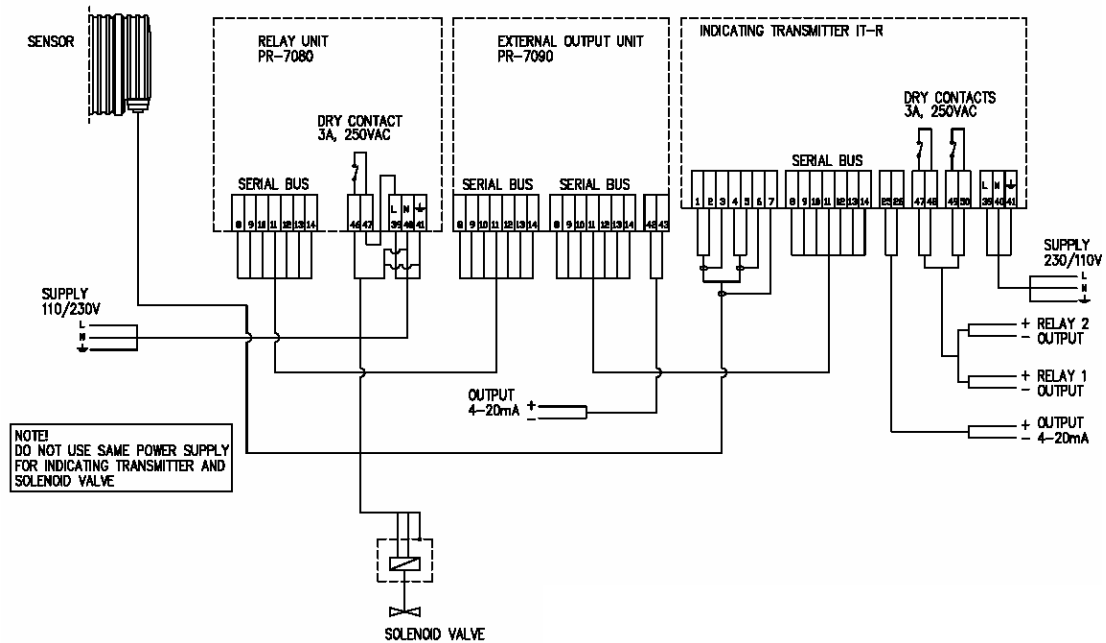 SENSOR
RELAY UNIT
PR-7080
EXTERNAL OUTPUT UNIT
PR-7090
INDICATING TRANSMITTER IT-R
DRY CONTACT
3A, 250VAC
DRY CONTACTS
3A, 250VAC
SERIAL BUS
SERIAL BUS
SERIAL BUS
SERIAL BUS
8 9 10 11 12 13 14
46 47
L N
39 40 41
8 9 10 11 12 13 14
8 9 10 11 12 13 14
42 43
1 2 3 4 5 6 7
8 9 10 11 12 13 14
25 26
47 48
49 50
L N
39 40 41
SUPPLY
230/110V
L
N
SUPPLY
110/230V
L
N
+ RELAY 2
- OUTPUT
+ RELAY 1
- OUTPUT
+ OUTPUT
- 4-20mA
OUTPUT +
4-20mA -
NOTE!
DO NOT USE SAME POWER SUPPLY
FOR INDICATING TRANSMITTER AND
SOLENOID VALVE
SOLENOID VALVE